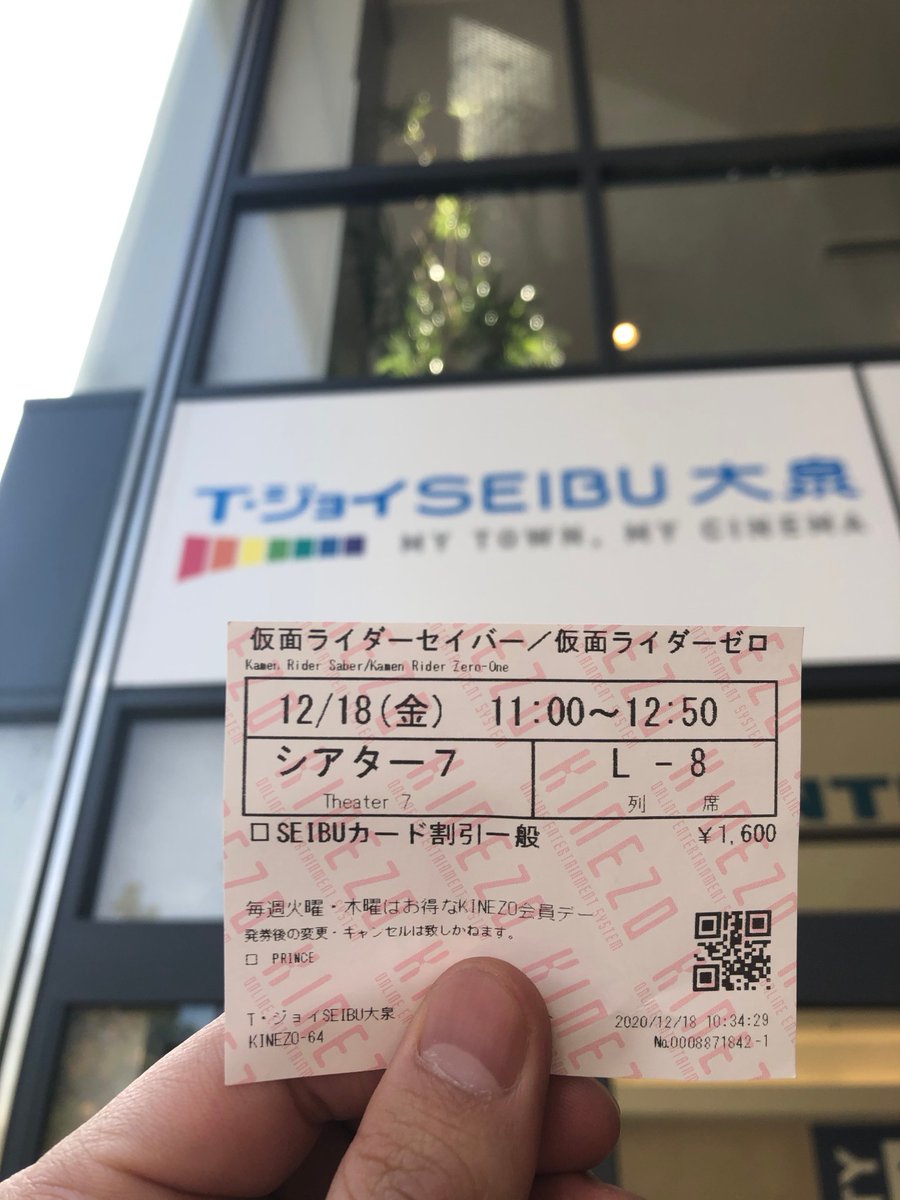 T・ジョイSEIBU 大泉
MY TOWN, MY CINEMA
仮面ライダーセイバー／仮面ライダーゼロ
Kamen Rider Saber/Kamen Rider Zero-One
12/18(金) 11:00～12:50
シアター7 L - 8
Theater 7 列 席
□SEIBUカード割引一般 ￥1,600
毎週火曜・木曜はお得なKINEZO会員デー
発券後の変更・キャンセルは致しかねます。
□ PRINCE
T・ジョイSEIBU大泉 2020/12/18 10:34:29
KINEZO-64 No.0008871842-1
KINEZO
ONLINE ENTERTAINMENT SYSTEM